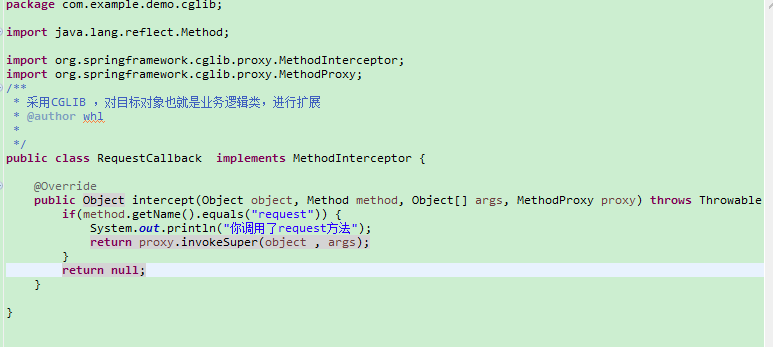 package com.example.demo.cglib;
import java.lang.reflect.Method;
import org.springframework.cglib.proxy.MethodInterceptor;
import org.springframework.cglib.proxy.MethodProxy;
/**
 * 采用CGLIB ，对目标对象也就是业务逻辑类，进行扩展
 * @author whl
 *
 */
public class RequestCallback  implements MethodInterceptor {
    @Override
    public Object intercept(Object object, Method method, Object[] args, MethodProxy proxy) throws Throwable
        if(method.getName().equals("request")) {
            System.out.println("你调用了request方法");
            return proxy.invokeSuper(object , args);
        }
        return null;
    }
}